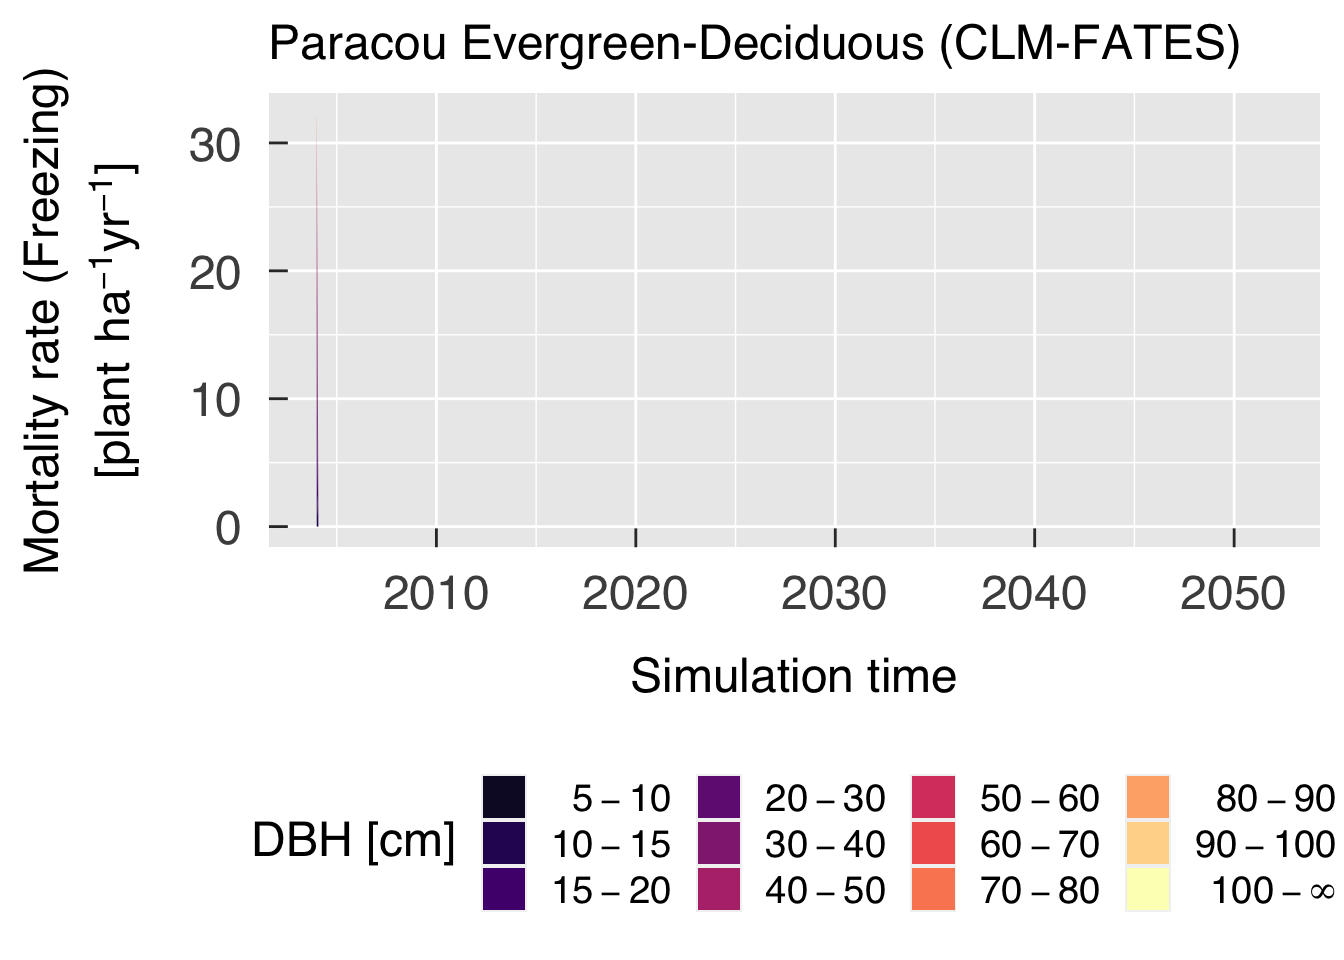 Paracou Evergreen-Deciduous (CLM-FATES)
Mortality rate (Freezing)
[plant ha⁻¹yr⁻¹]
30
20
10
0
2010 2020 2030 2040 2050
Simulation time
DBH [cm]
5 – 10 20 – 30 50 – 60 80 – 90
10 – 15 30 – 40 60 – 70 90 – 100
15 – 20 40 – 50 70 – 80 100 – ∞